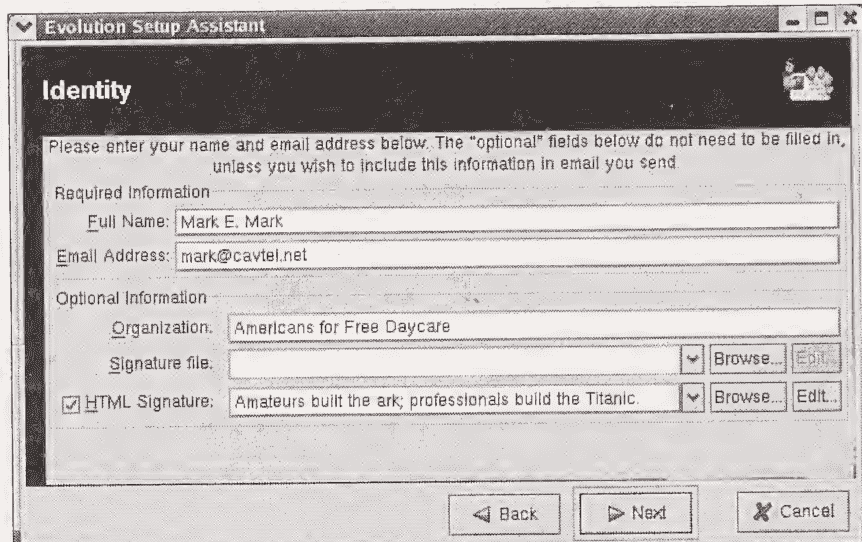 Evolution Setup Assistant
Identity
Please enter your name and email address below. The "optional" fields below do not need to be filled in,
unless you wish to include this information in email you send.
Required Information
Full Name: Mark E. Mark
Email Address: mark@cavtel.net
Optional Information
Organization: Americans for Free Daycare
Signature file: Browse... Edit...
HTML Signature: Amateurs built the ark; professionals build the Titanic. Browse... Edit...
Back Next Cancel